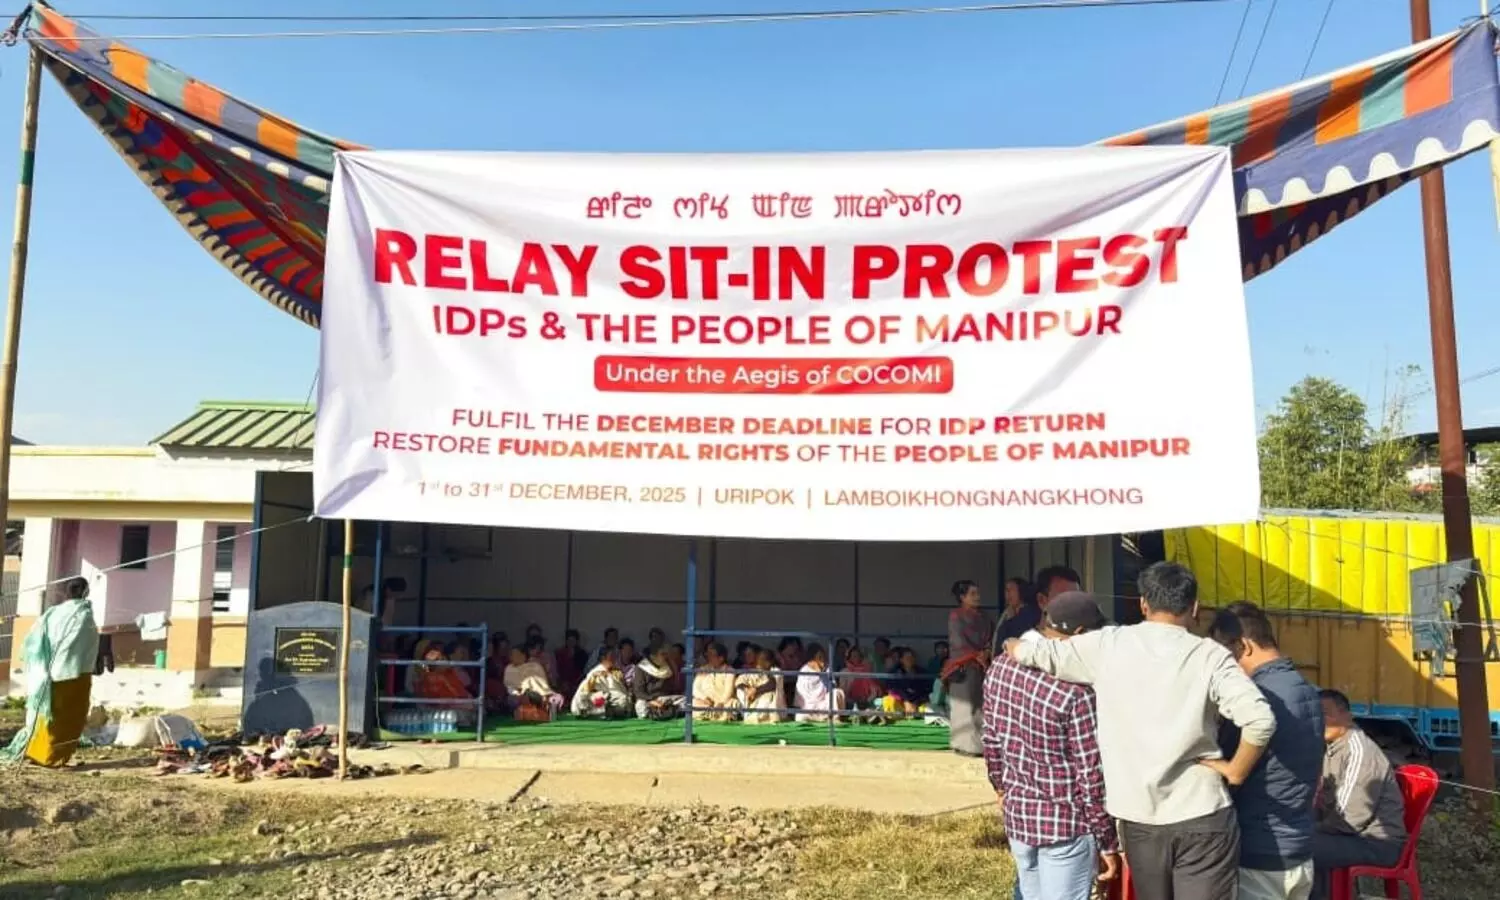 RELAY SIT-IN PROTEST
IDPs & THE PEOPLE OF MANIPUR
Under the Aegis of COCOMI
FULFIL THE DECEMBER DEADLINE FOR IDP RETURN
RESTORE FUNDAMENTAL RIGHTS OF THE PEOPLE OF MANIPUR
1st to 31st DECEMBER, 2025 | URIPOK | LAMBOIKHONGNANGKHONG